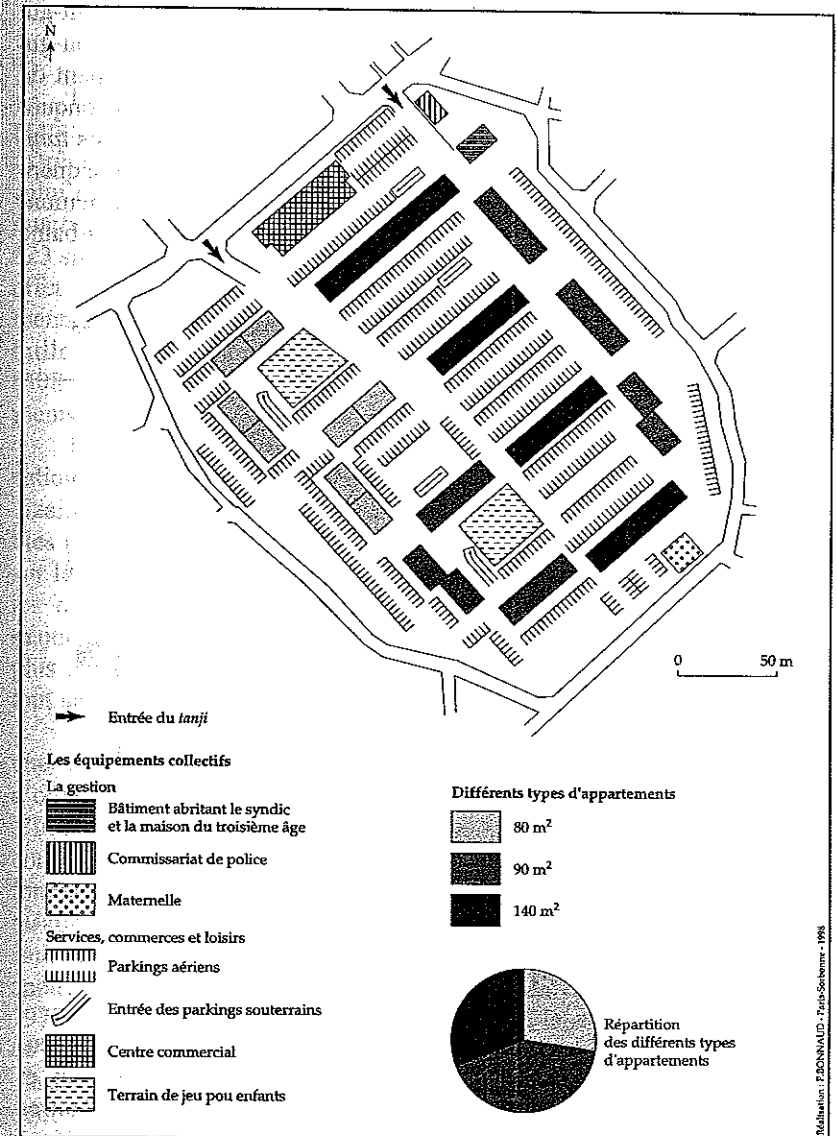 N
0 50 m
Entrée du tanji
Les équipements collectifs
La gestion
Bâtiment abritant le syndic
et la maison du troisième âge
Commissariat de police
Maternelle
Services, commerces et loisirs
Parkings aériens
Entrée des parkings souterrains
Centre commercial
Terrain de jeu pou enfants
Différents types d'appartements
80 m²
90 m²
140 m²
Répartition
des différents types
d'appartements
Réalisation : F.BONNAUD - Paris-Sorbonne - 1995